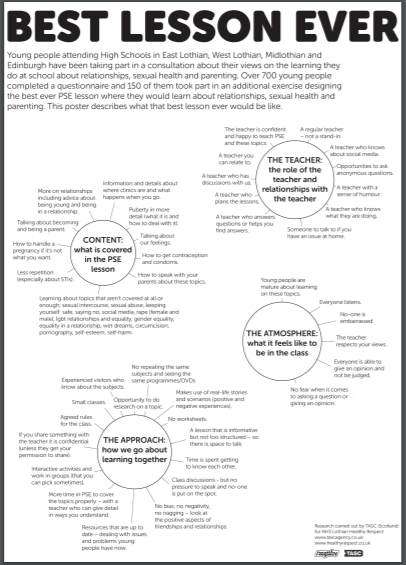 BEST LESSON EVER
Young people attending High Schools in East Lothian, West Lothian, Midlothian and
Edinburgh have been taking part in a consultation about their views on the learning they
do at school about relationships, sexual health and parenting. Over 700 young people
completed a questionnaire and 150 of them took part in an additional exercise designing
the best ever PSE lesson where they would learn about relationships, sexual health and
parenting. This poster describes what that best lesson ever would be like.
The teacher is confident
and happy to teach PSE
and these topics.
A regular teacher
– not a stand-in.
A teacher who knows
about social media.
A teacher you
can relate to.
Opportunities to ask
anonymous questions.
A teacher who has
discussions with us.
A teacher with a
sense of humour.
A teacher who
plans the lessons.
A teacher who knows
what they are doing.
A teacher who answers
questions or helps you
find answers.
Someone to talk to if you
have an issue at home.
THE TEACHER:
the role of the
teacher and
relationships with
the teacher
Information and details about
where clinics are and what
happens when you go.
More on relationships
including advice about
being young and being
in a relationship.
Puberty in more
detail (what it is and
how to deal with it).
Talking about becoming
and being a parent.
Talking about
our feelings.
How to handle a
pregnancy if it's not
what you want.
How to get contraception
and condoms.
Less repetition
(especially about STIs).
How to speak with your
parents about these topics.
CONTENT:
what is covered
in the PSE
lesson
Learning about topics that aren't covered at all or
enough; sexual intercourse, sexual abuse, keeping
yourself safe, saying no, social media, rape (female and
male), lgbt relationships and equality, gender equality,
equality in a relationship, wet dreams, circumcision,
pornography, self-esteem, self-harm.
Young people are
mature about learning
on these topics.
Everyone listens.
No-one is
embarrassed.
The teacher
respects your views.
Everyone is able to
give an opinion and
not be judged.
No fear when it comes
to asking a question or
giving an opinion.
THE ATMOSPHERE:
what it feels like to
be in the class
No repeating the same
subjects and seeing the
same programmes/DVDs
Experienced visitors who
know about the subjects.
Makes use of real-life stories
and scenarios (positive and
negative experiences).
Small classes.
Opportunity to do
research on a topic.
Agreed rules
for the class.
No worksheets.
If you share something with
the teacher it is confidential
(unless they get your
permission to share).
A lesson that is informative
but not too structured – so
there is space to talk
Time is spent getting
to know each other.
Interactive activities and
work in groups (that you
can pick sometimes).
Class discussions - but no
pressure to speak and no-one
is put on the spot.
More time in PSE to cover
the topics properly – with a
teacher who can give detail
in ways you understand.
No bias, no negativity,
no nagging – look at
the positive aspects of
friendships and relationships.
Resources that are up to
date – dealing with issues
and problems young
people have now.
THE APPROACH:
how we go about
learning together
Research carried out by TASC (Scotland)
for NHS Lothian Healthy Respect
www.tascagency.co.uk
www.healthyrespect.co.uk
TASC